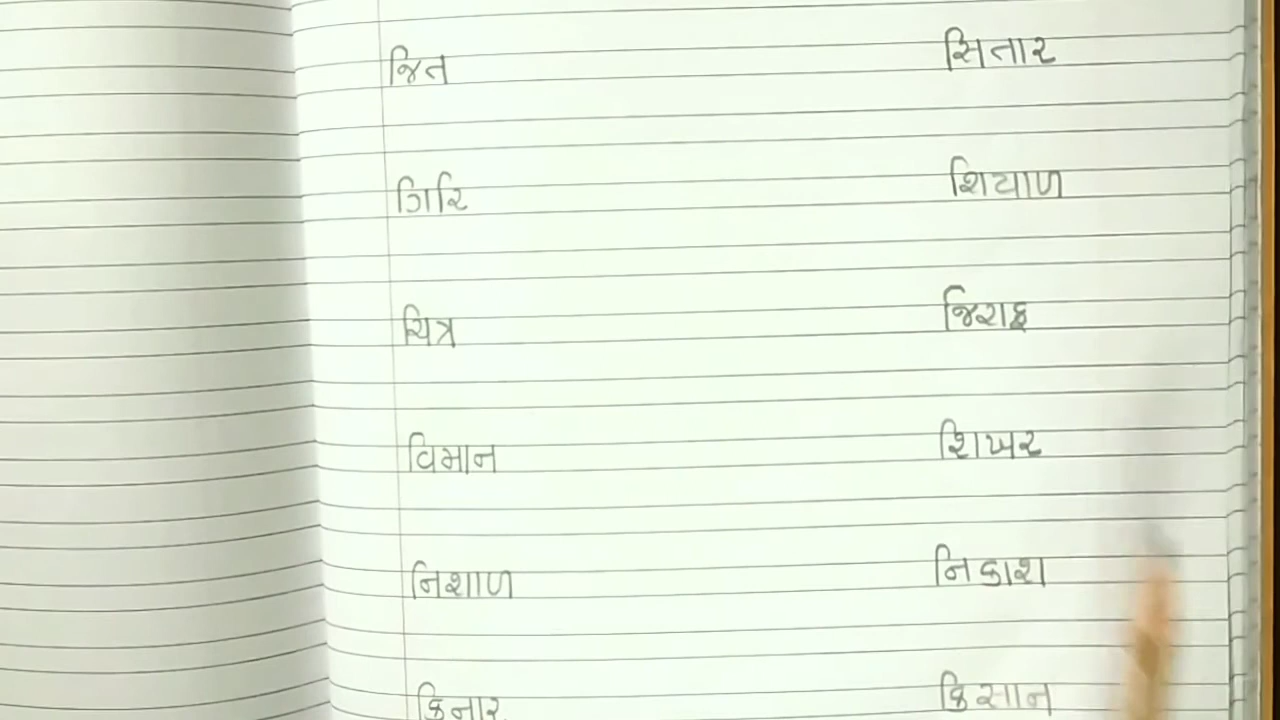 જિત સિતાર
ગિરિ શિયાળ
ચિત્ર જિરાફ
વિમાન શિખર
નિશાળ નિકાશ
કિનાર કિસાન